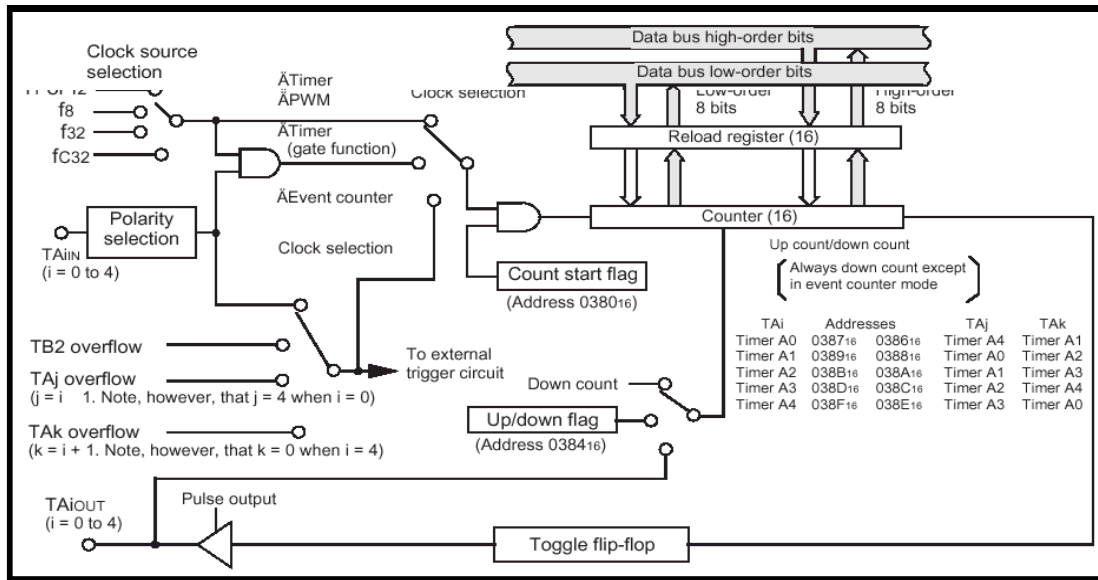 Data bus high-order bits
Data bus low-order bits
Clock source
selection
f8
f32
fC32
ÄTimer
ÄPWM
Clock selection
Low-order
8 bits
High-order
8 bits
Reload register (16)
ÄTimer
(gate function)
ÄEvent counter
Polarity
selection
TAiIN
(i = 0 to 4)
Clock selection
Counter (16)
Up count/down count
Always down count except
in event counter mode
Count start flag
(Address 038016)
TAi Addresses TAj TAk
Timer A0 038716 038616 Timer A4 Timer A1
Timer A1 038916 038816 Timer A0 Timer A2
Timer A2 038B16 038A16 Timer A1 Timer A3
Timer A3 038D16 038C16 Timer A2 Timer A4
Timer A4 038F16 038E16 Timer A3 Timer A0
TB2 overflow
To external
trigger circuit
TAj overflow
(j = i 1. Note, however, that j = 4 when i = 0)
Down count
Up/down flag
(Address 038416)
TAk overflow
(k = i + 1. Note, however, that k = 0 when i = 4)
TAiOUT
(i = 0 to 4)
Pulse output
Toggle flip-flop